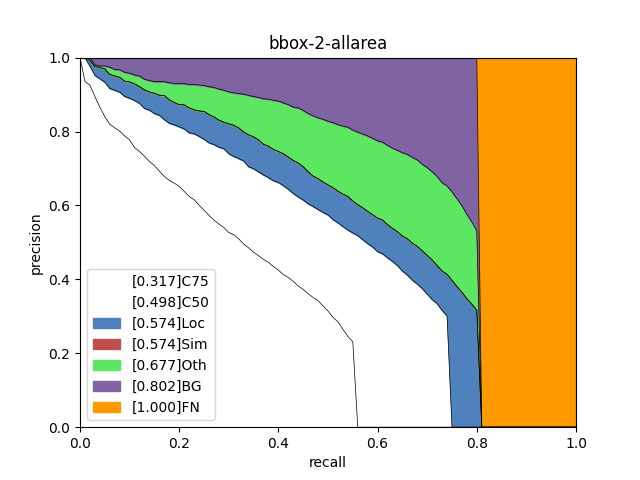 bbox-2-allarea
1.0
0.8
0.6
0.4
0.2
0.0
precision
[0.317]C75
[0.498]C50
[0.574]Loc
[0.574]Sim
[0.677]Oth
[0.802]BG
[1.000]FN
0.0 0.2 0.4 0.6 0.8 1.0
recall